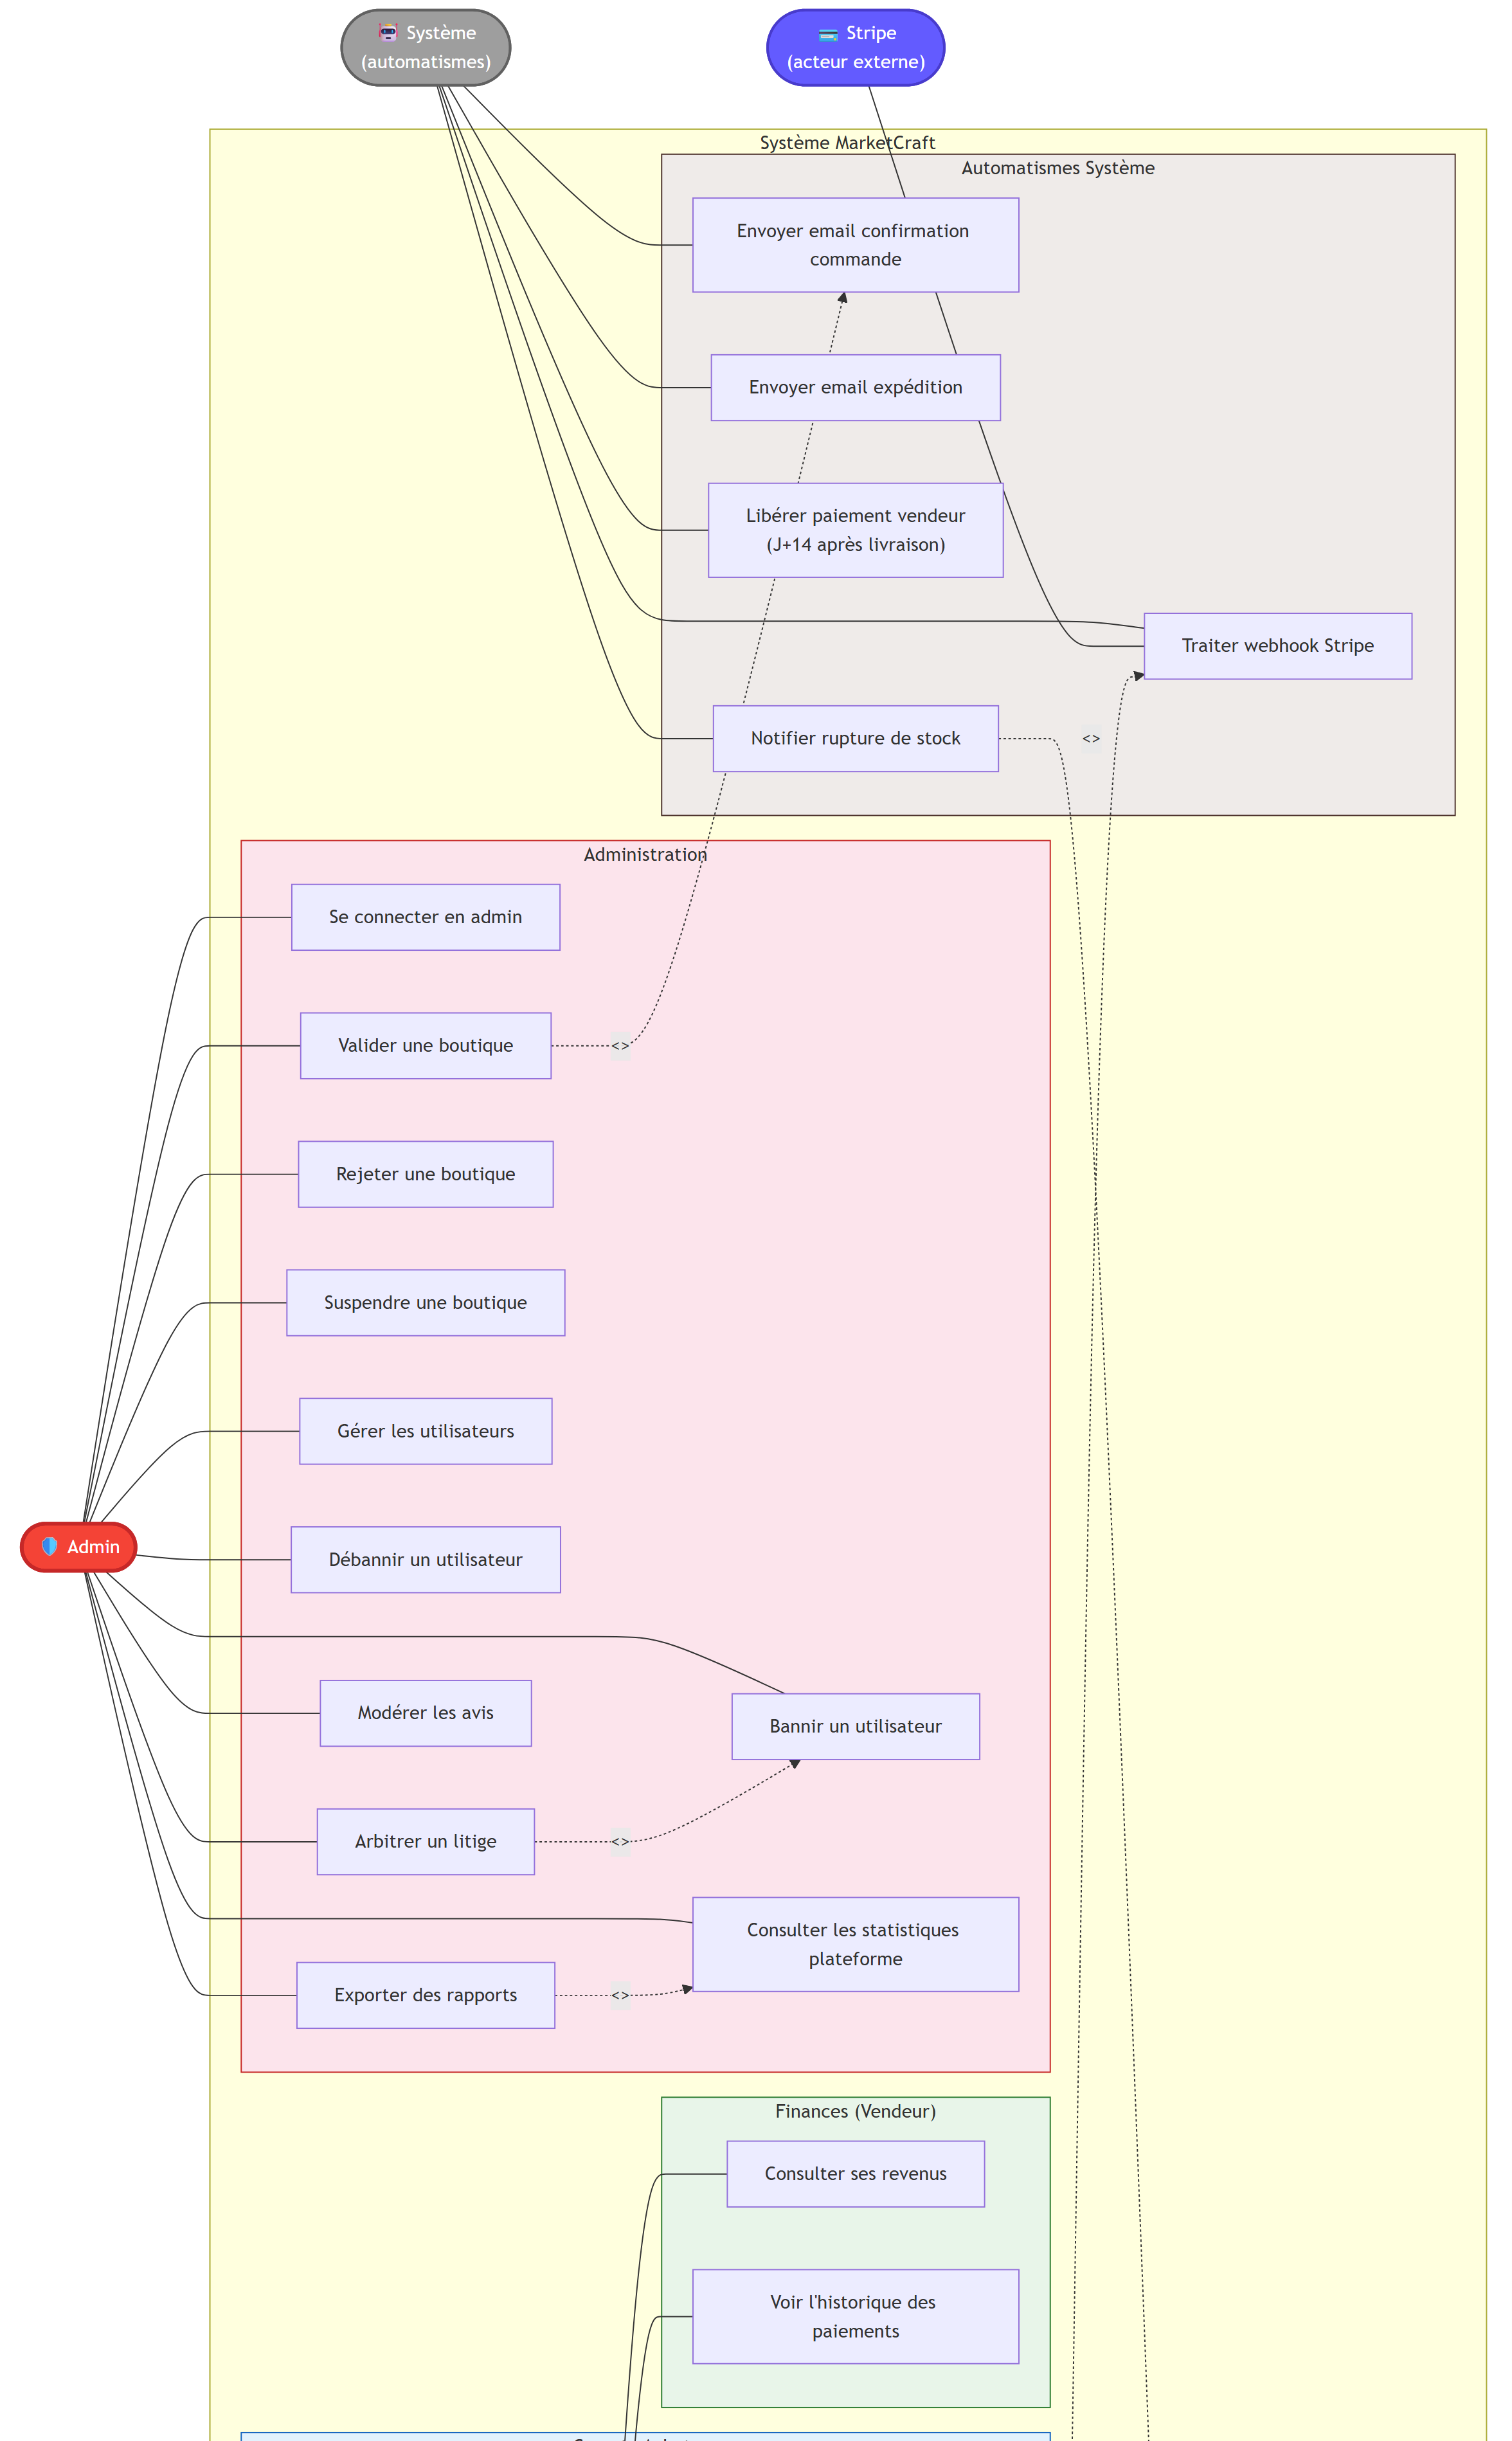 Système
(automatismes)
Stripe
(acteur externe)
Système MarketCraft
Automatismes Système
Envoyer email confirmation
commande
Envoyer email expédition
Libérer paiement vendeur
(J+14 après livraison)
Traiter webhook Stripe
Notifier rupture de stock
<>
Administration
Se connecter en admin
Valider une boutique
<>
Rejeter une boutique
Suspendre une boutique
Gérer les utilisateurs
Admin
Débannir un utilisateur
Modérer les avis
Bannir un utilisateur
Arbitrer un litige
<>
Consulter les statistiques
plateforme
Exporter des rapports
<>
Finances (Vendeur)
Consulter ses revenus
Voir l'historique des
paiements